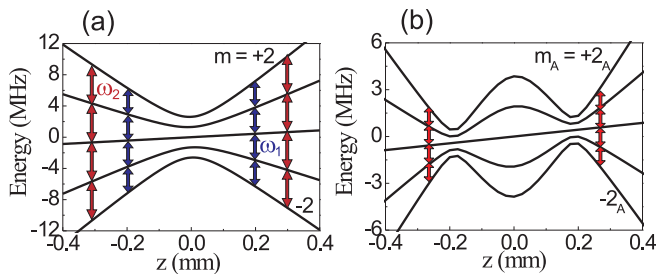 (a)
(b)
12
8
4
0
-4
-8
-12
Energy (MHz)
m = +2
ω2
ω1
-2
-0.4 -0.2 0.0 0.2 0.4
z (mm)
6
3
0
-3
-6
Energy (MHz)
mA = +2A
-2A
-0.4 -0.2 0.0 0.2 0.4
z (mm)